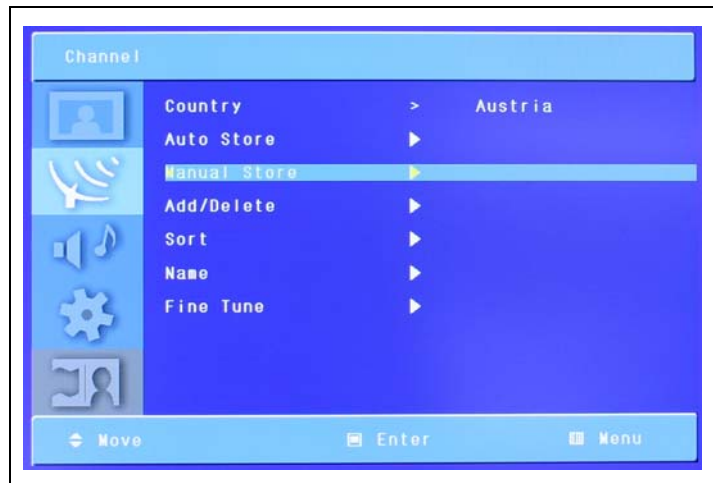 Channel
Country > Austria
Auto Store
Manual Store
Add/Delete
Sort
Name
Fine Tune
Move Enter Menu